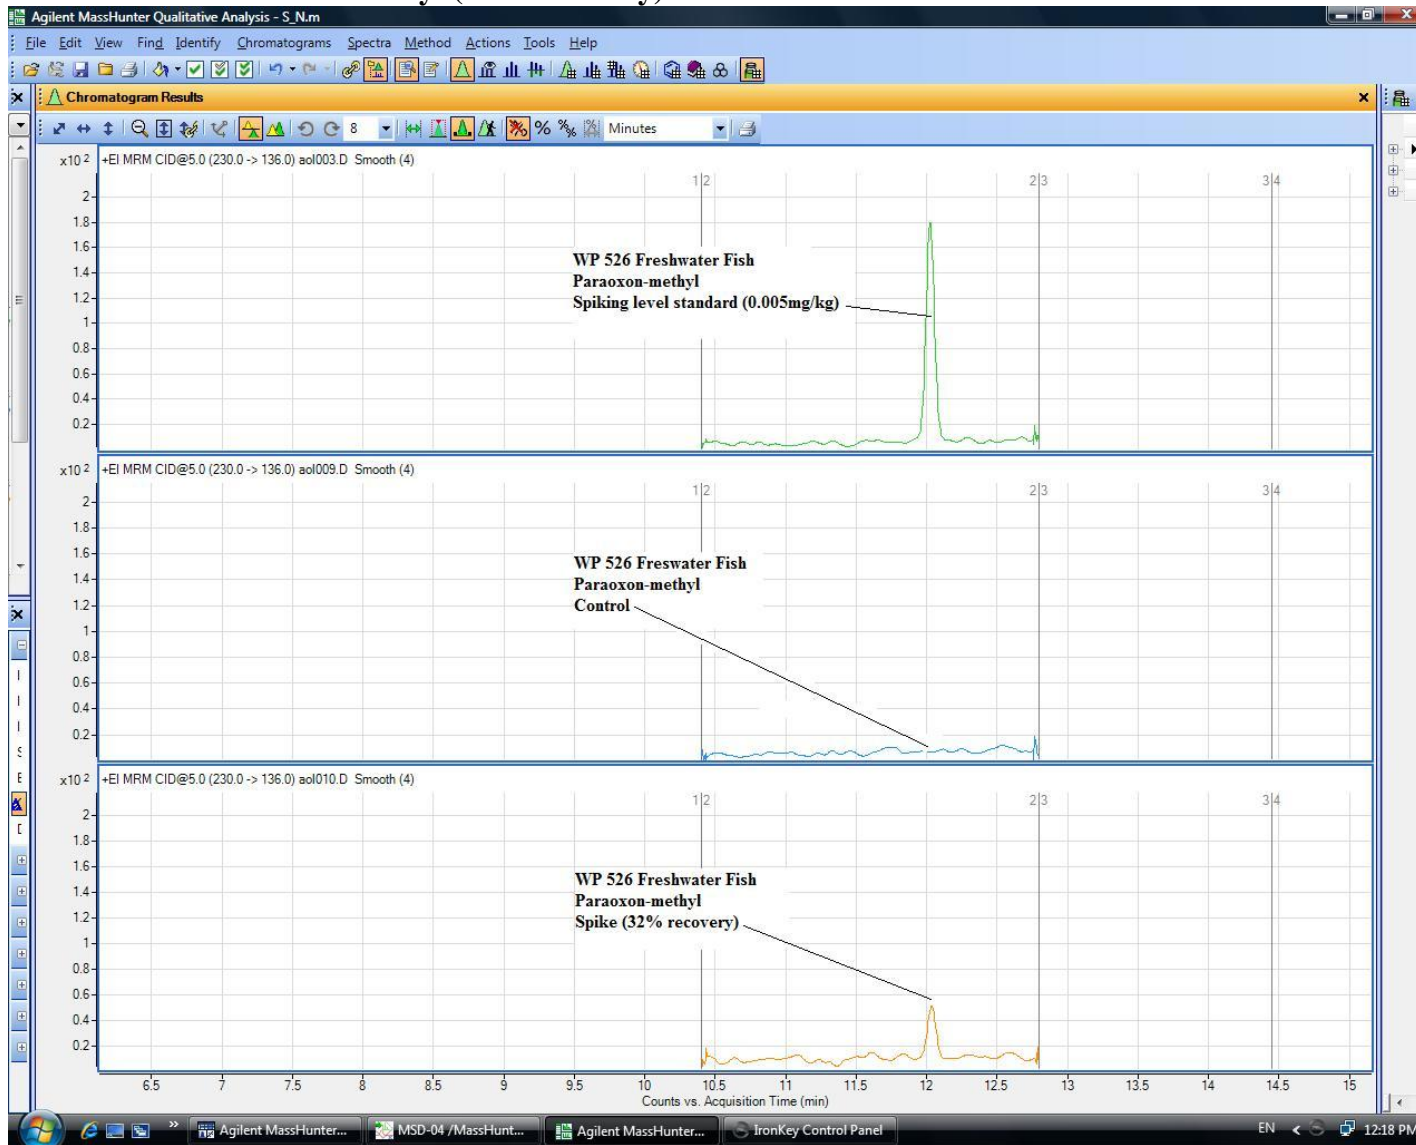 Agilent MassHunter Qualitative Analysis - S_N.m
File Edit View Find Identify Chromatograms Spectra Method Actions Tools Help
Chromatogram Results
8 Minutes
x10 2 +EI MRM CID@5.0 (230.0 -> 136.0) aol003.D Smooth (4)
1 2 2 3 3 4
2
1.8
1.6
1.4
1.2
1
0.8
0.6
0.4
0.2
WP 526 Freshwater Fish
Paraoxon-methyl
Spiking level standard (0.005mg/kg)
x10 2 +EI MRM CID@5.0 (230.0 -> 136.0) aol009.D Smooth (4)
1 2 2 3 3 4
2
1.8
1.6
1.4
1.2
1
0.8
0.6
0.4
0.2
WP 526 Freswater Fish
Paraoxon-methyl
Control
x10 2 +EI MRM CID@5.0 (230.0 -> 136.0) aol010.D Smooth (4)
1 2 2 3 3 4
2
1.8
1.6
1.4
1.2
1
0.8
0.6
0.4
0.2
WP 526 Freshwater Fish
Paraoxon-methyl
Spike (32% recovery)
6.5 7 7.5 8 8.5 9 9.5 10 10.5 11 11.5 12 12.5 13 13.5 14 14.5 15
Counts vs. Acquisition Time (min)
Agilent MassHunter... MSD-04 /MassHunt... Agilent MassHunter... IronKey Control Panel EN 12:18 PM